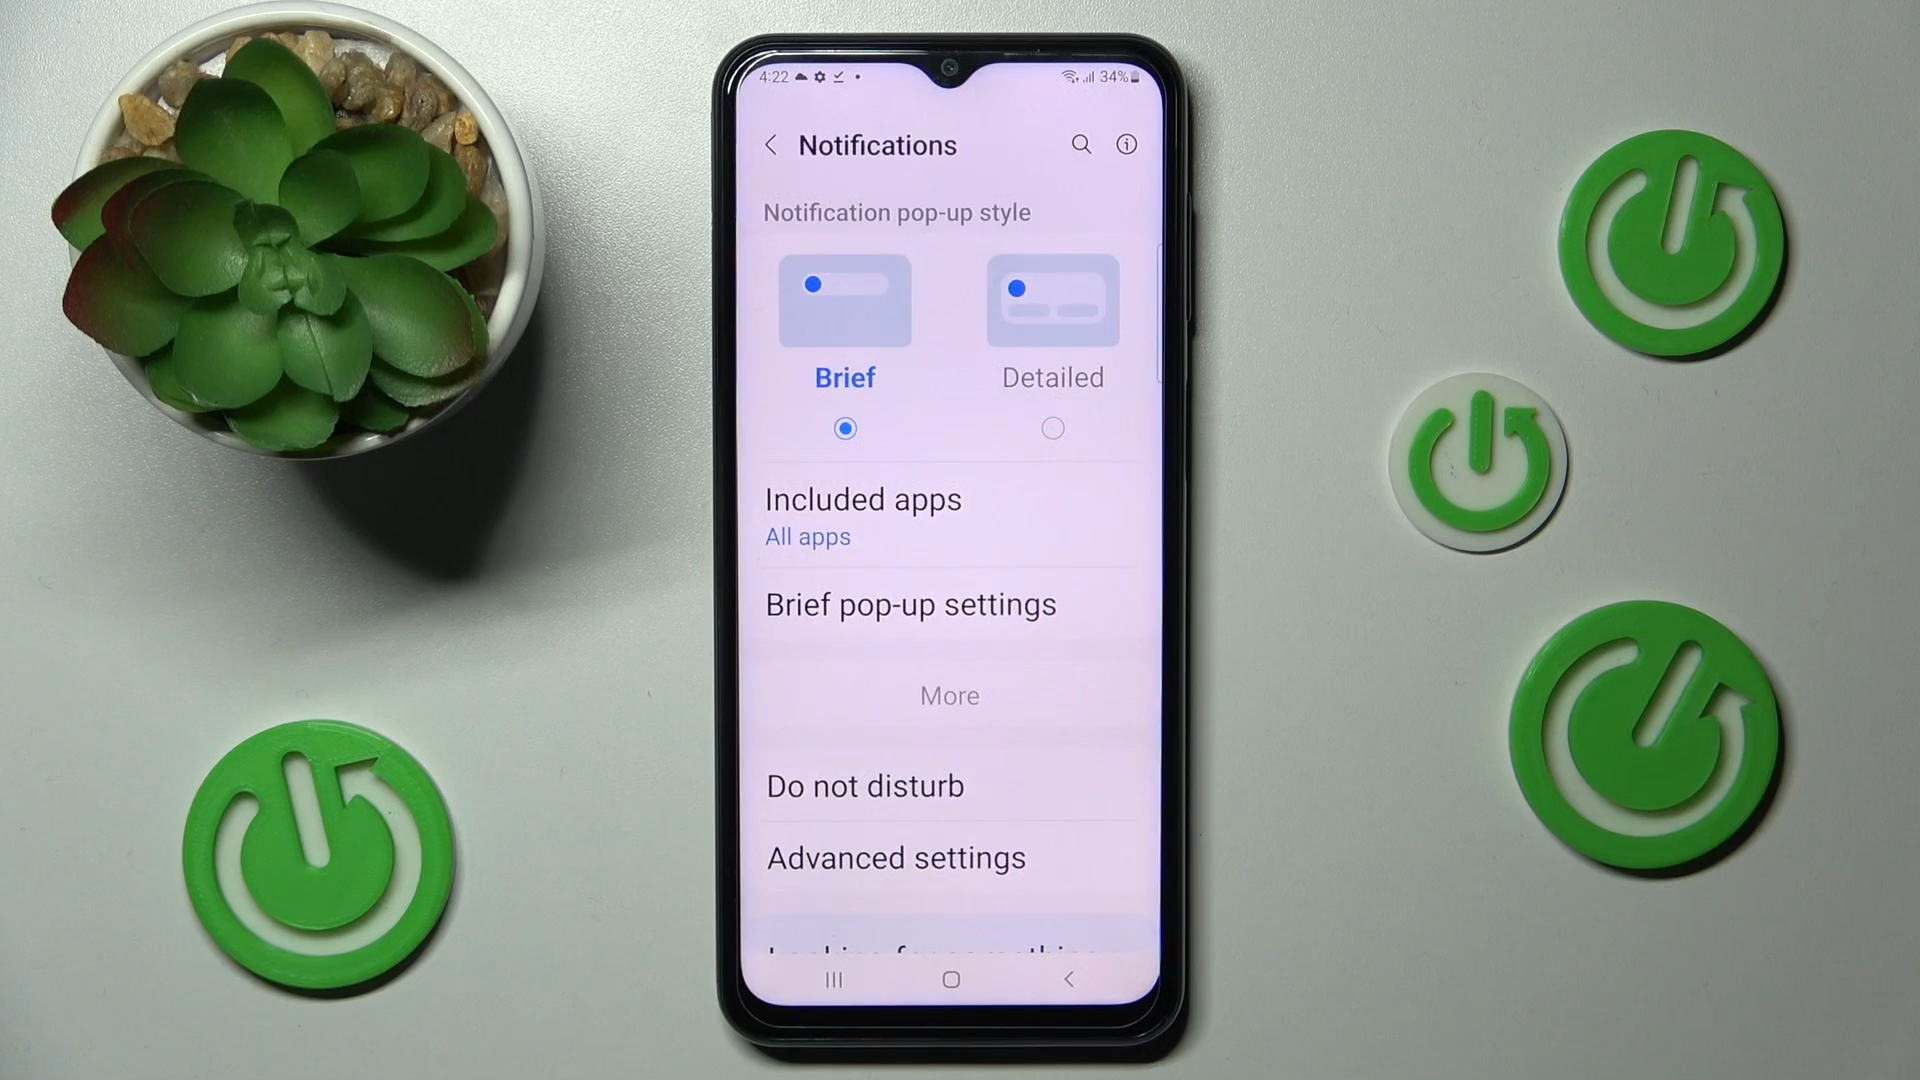 4:22
34%
Notifications
Notification pop-up style
Brief
Detailed
Included apps
All apps
Brief pop-up settings
More
Do not disturb
Advanced settings